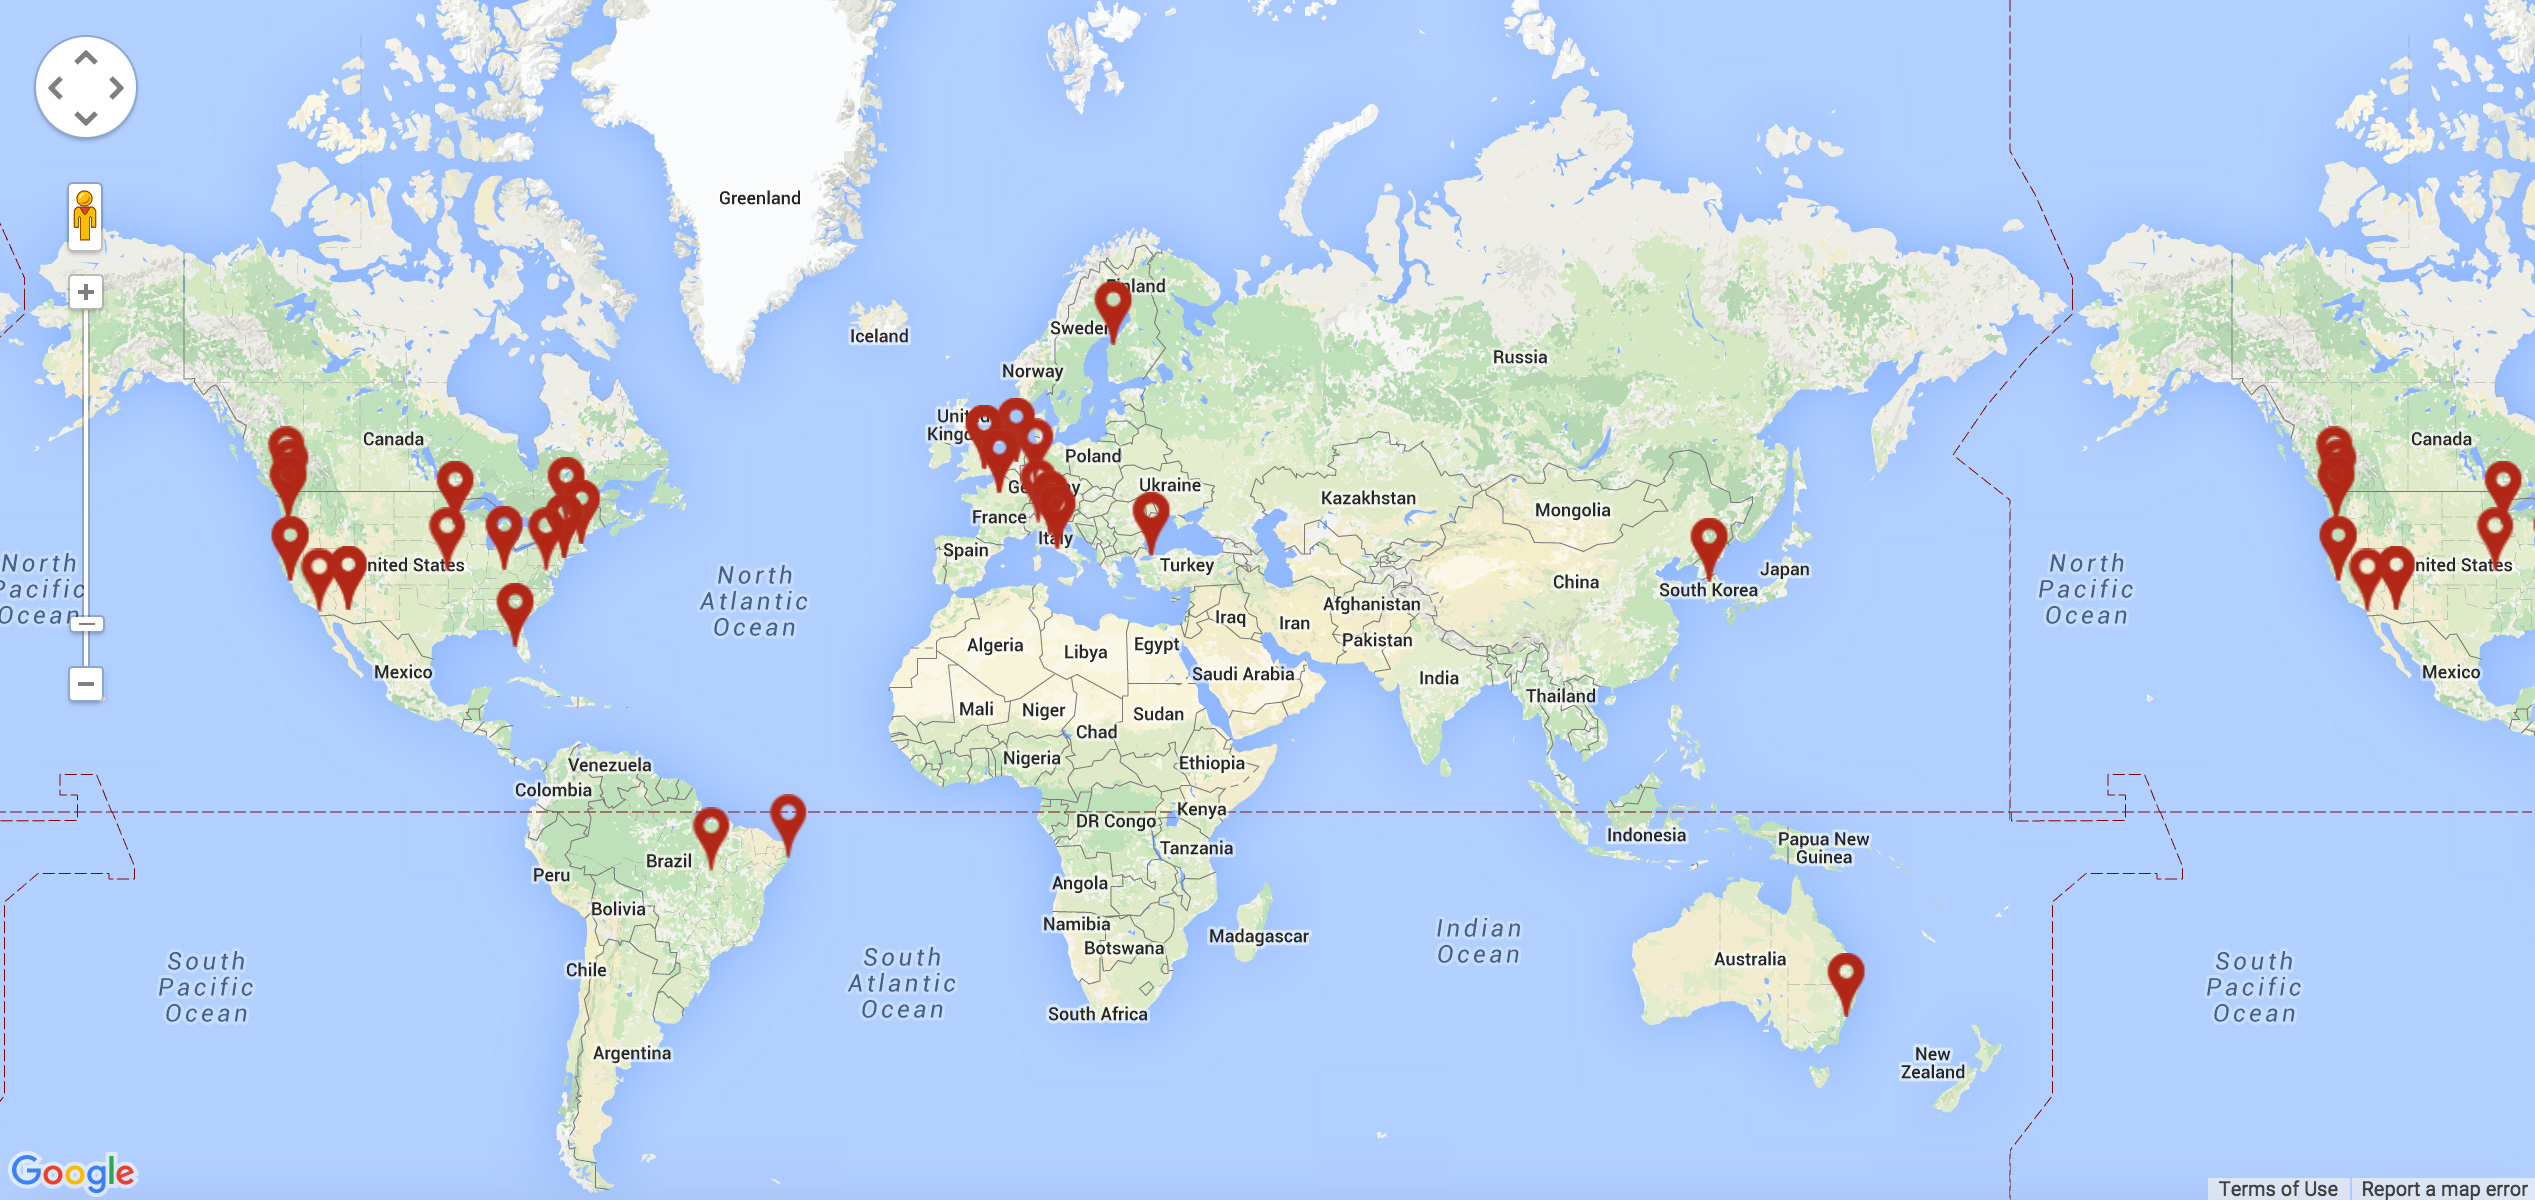 Greenland
Iceland
Finland
Sweden
Norway
Russia
Canada
Canada
United
Kingdom
Poland
Germany
Ukraine
Kazakhstan
Mongolia
France
Italy
Spain
Turkey
United States
United States
China
South Korea
Japan
North
Pacific
Ocean
North
Atlantic
Ocean
North
Pacific
Ocean
Afghanistan
Iraq
Iran
Pakistan
Algeria
Libya
Egypt
Saudi Arabia
India
Mexico
Mexico
Thailand
Mali
Niger
Sudan
Chad
Nigeria
Ethiopia
Venezuela
Colombia
Kenya
DR Congo
Tanzania
Indonesia
Papua New
Guinea
Brazil
Peru
Angola
Bolivia
Namibia
Botswana
Madagascar
Indian
Ocean
Australia
Chile
South
Pacific
Ocean
South
Atlantic
Ocean
South
Pacific
Ocean
South Africa
Argentina
New
Zealand
Google
Terms of Use
Report a map error